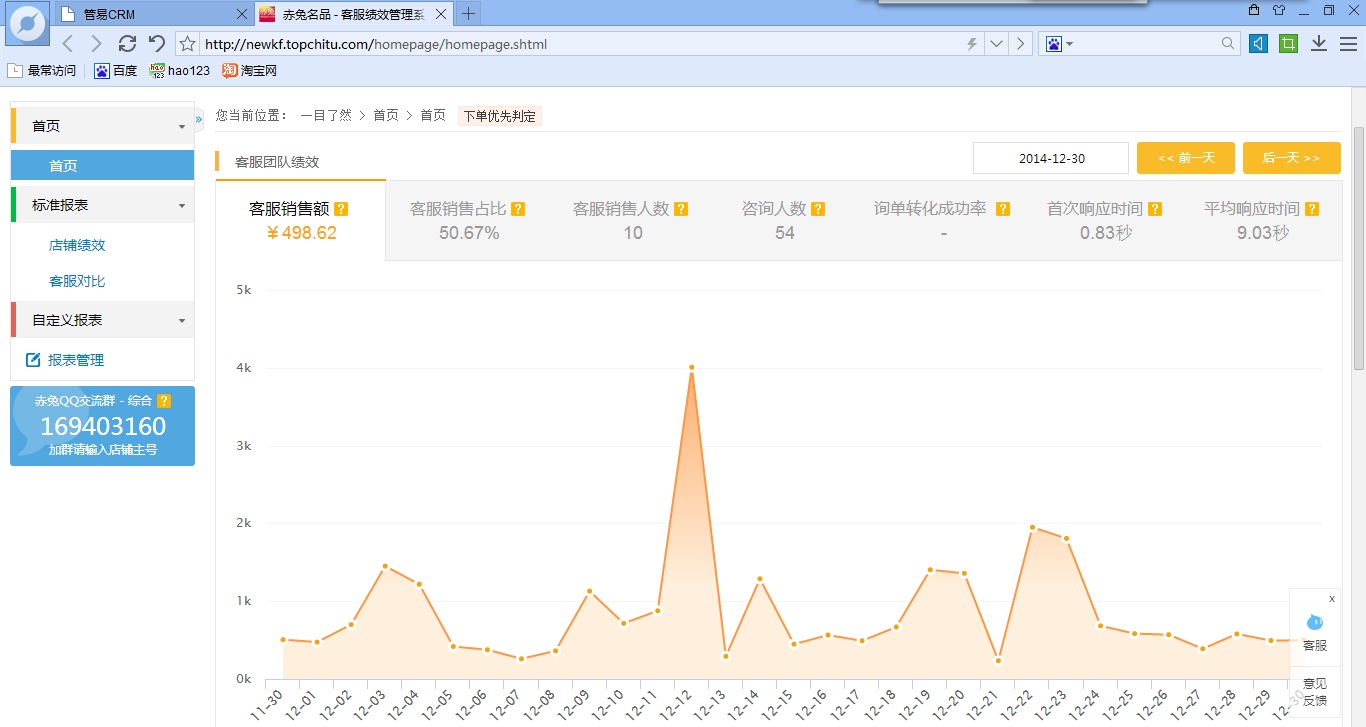 管易CRM
赤兔名品 - 客服绩效管理系
http://newkf.topchitu.com/homepage/homepage.shtml
最常访问 百度 hao123 淘宝网
首页
首页
标准报表
店铺绩效
客服对比
自定义报表
报表管理
赤兔QQ交流群 - 综合 ?
169403160
加群请输入店铺主号
»
您当前位置： 一目了然 > 首页 > 首页 下单优先判定
客服团队绩效
2014-12-30
<< 前一天
后一天 >>
客服销售额 ?
¥ 498.62
客服销售占比 ?
50.67%
客服销售人数 ?
10
咨询人数 ?
54
询单转化成功率 ?
-
首次响应时间 ?
0.83秒
平均响应时间 ?
9.03秒
5k
4k
3k
2k
1k
0k
11-30 12-01 12-02 12-03 12-04 12-05 12-06 12-07 12-08 12-09 12-10 12-11 12-12 12-13 12-14 12-15 12-16 12-17 12-18 12-19 12-20 12-21 12-22 12-23 12-24 12-25 12-26 12-27 12-28 12-29 12-30
x
客服
意见
反馈